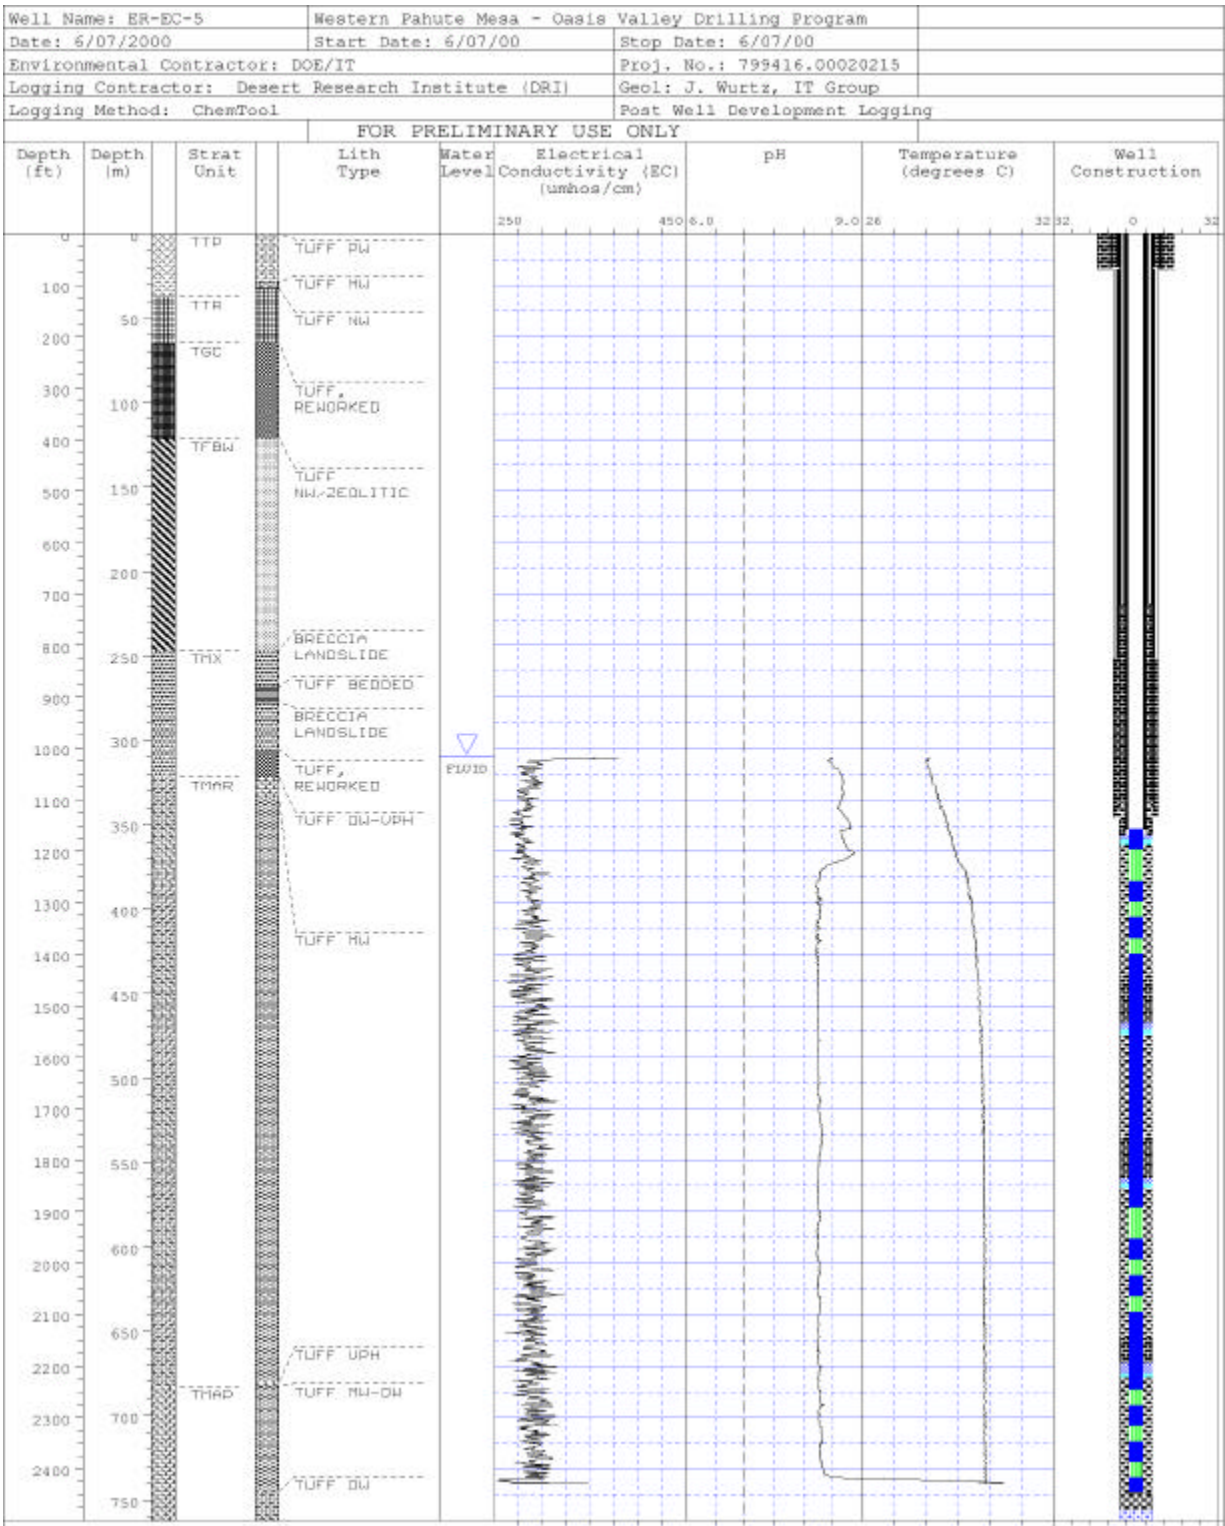 Well Name: ER-EC-5
Western Pahute Mesa - Oasis Valley Drilling Program
Date: 6/07/2000
Start Date: 6/07/00
Stop Date: 6/07/00
Environmental Contractor: DOE/IT
Proj. No.: 799416.00020215
Logging Contractor: Desert Research Institute (DRI)
Geol: J. Wurtz, IT Group
Logging Method: ChemTool
Post Well Development Logging
FOR PRELIMINARY USE ONLY
Depth (ft)
Depth (m)
Strat Unit
Lith Type
Water Level
Electrical Conductivity (EC) (umhos/cm)
pH
Temperature (degrees C)
Well Construction
250
450
6.0
9.0
26
32
32
0
32
0
0
TTP
TUFF PW
TUFF MW
100
TTR
50
TUFF NW
200
TGC
300
TUFF,
REWORKED
100
400
TFBW
TUFF
NW-ZEOLITIC
500
150
600
200
700
800
BRECCIA
LANDSLIDE
250
TMX
TUFF BEDDED
900
BRECCIA
LANDSLIDE
300
1000
FLUID
TUFF,
REWORKED
TMAR
1100
TUFF DW-VPH
350
1200
1300
400
TUFF MW
1400
450
1500
1600
500
1700
1800
550
1900
600
2000
2100
650
2200
TUFF VPH
TMAP
TUFF MW-DW
2300
700
2400
TUFF DW
750